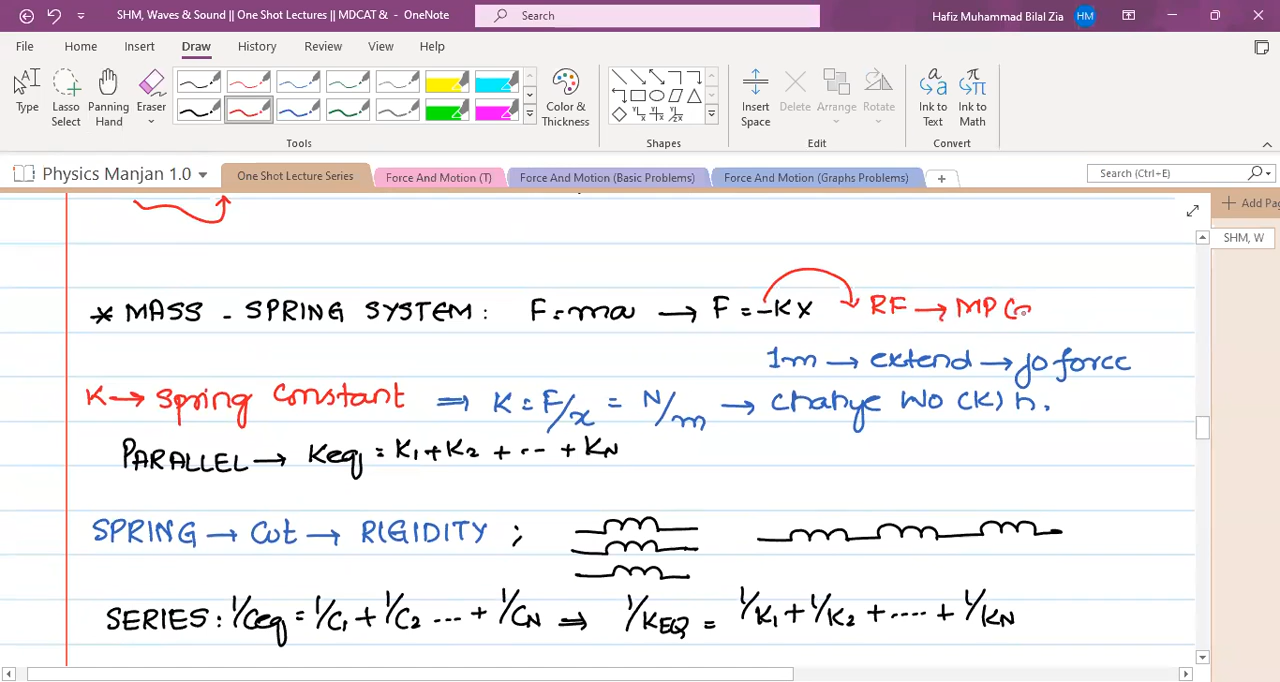 SHM, Waves & Sound || One Shot Lectures || MDCAT & - OneNote
Search
Hafiz Muhammad Bilal Zia HM
File Home Insert Draw History Review View Help
Type
Lasso Select
Panning Hand
Eraser
Color & Thickness
Insert Space
Delete
Arrange
Rotate
Ink to Text
Ink to Math
Tools
Shapes
Edit
Convert
Physics Manjan 1.0
One Shot Lecture Series
Force And Motion (T)
Force And Motion (Basic Problems)
Force And Motion (Graphs Problems)
Search (Ctrl+E)
Add Pag
SHM, W
* MASS - SPRING SYSTEM: F=ma → F=-Kx RF → MP
1m → extend → jo force
K → Spring Constant ⇒ K = F/x = N/m → change No (K) h.
PARALLEL → Keq = K1+K2 + ... + KN
SPRING → Cut → RIGIDITY ;
SERIES: 1/Ceq = 1/C1 + 1/C2 ... + 1/CN ⇒ 1/KEQ = 1/K1 + 1/K2 + .... + 1/KN